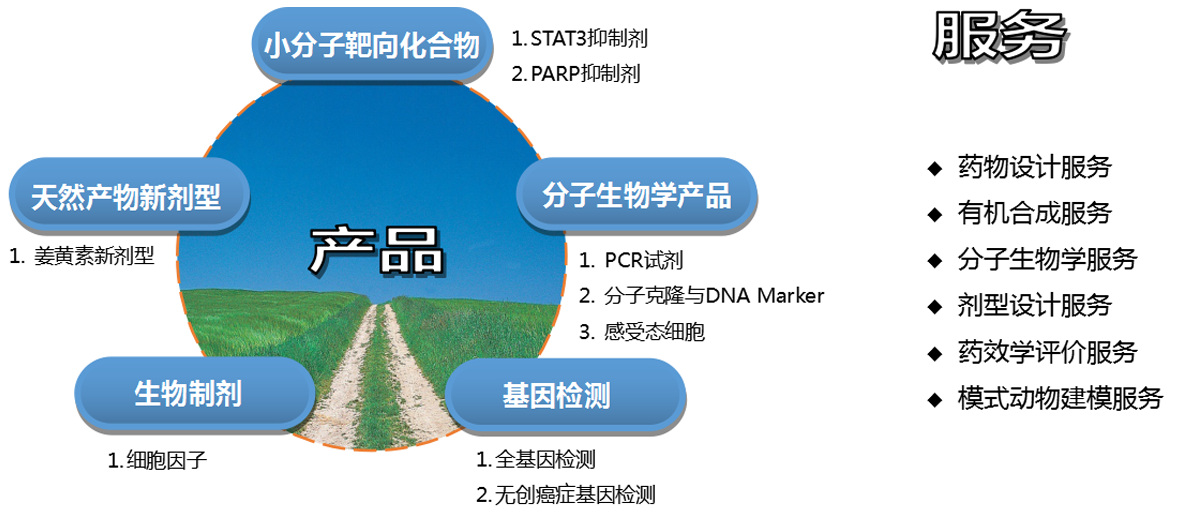 小分子靶向化合物
1.STAT3抑制剂
2.PARP抑制剂
天然产物新剂型
1. 姜黄素新剂型
分子生物学产品
1. PCR试剂
2. 分子克隆与DNA Marker
3. 感受态细胞
产品
生物制剂
1.细胞因子
基因检测
1.全基因检测
2.无创癌症基因检测
服务
◆ 药物设计服务
◆ 有机合成服务
◆ 分子生物学服务
◆ 剂型设计服务
◆ 药效学评价服务
◆ 模式动物建模服务